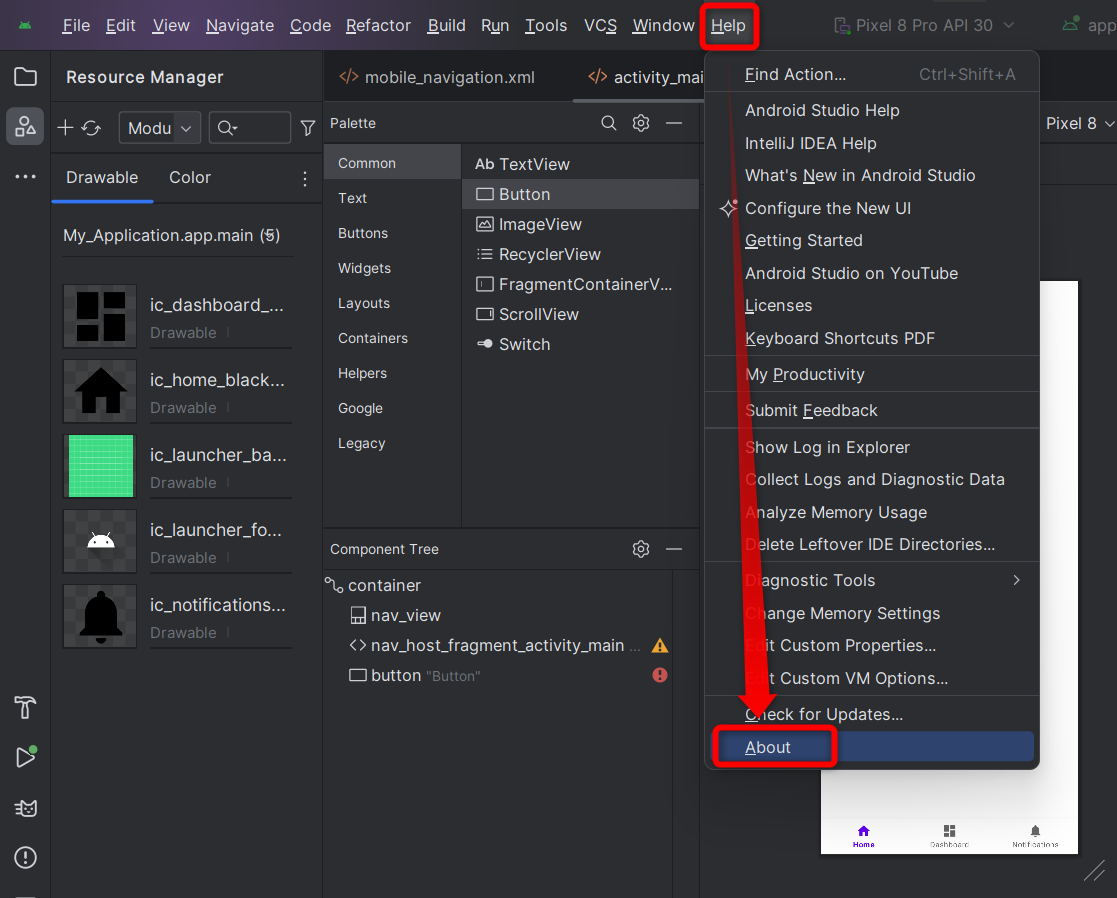 File Edit View Navigate Code Refactor Build Run Tools VCS Window Help Pixel 8 Pro API 30 app
Resource Manager
Modu
Drawable Color
My_Application.app.main (5)
ic_dashboard_...
Drawable
ic_home_black...
Drawable
ic_launcher_ba...
Drawable
ic_launcher_fo...
Drawable
ic_notifications...
Drawable
mobile_navigation.xml activity_mai
Palette
Common
Text
Buttons
Widgets
Layouts
Containers
Helpers
Google
Legacy
Ab TextView
Button
ImageView
RecyclerView
FragmentContainerV...
ScrollView
Switch
Component Tree
container
nav_view
nav_host_fragment_activity_main ...
button "Button"
Find Action... Ctrl+Shift+A
Android Studio Help
IntelliJ IDEA Help
What's New in Android Studio
Configure the New UI
Getting Started
Android Studio on YouTube
Licenses
Keyboard Shortcuts PDF
My Productivity
Submit Feedback
Show Log in Explorer
Collect Logs and Diagnostic Data
Analyze Memory Usage
Delete Leftover IDE Directories...
Diagnostic Tools
Change Memory Settings
Edit Custom Properties...
Edit Custom VM Options...
Check for Updates...
About
Pixel 8
Home Dashboard Notifications